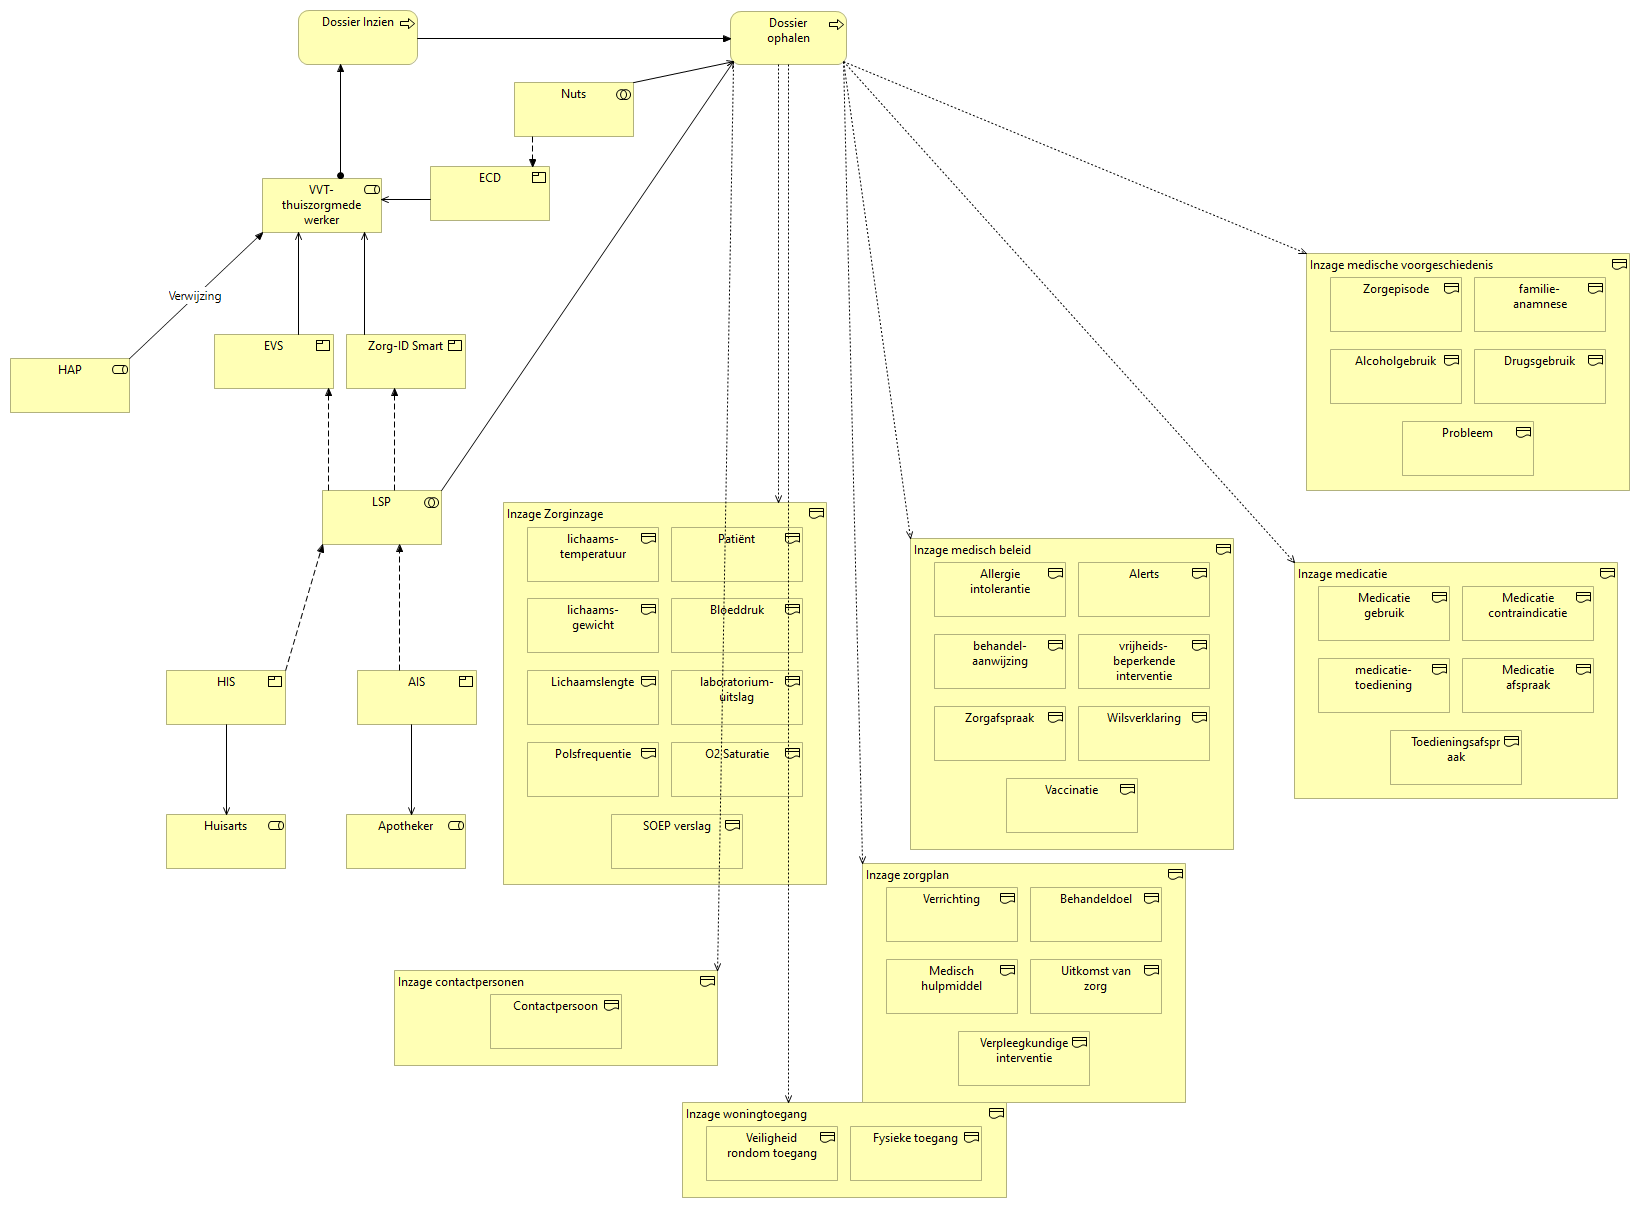 Dossier Inzien
Dossier
ophalen
Nuts
ECD
VVT-
thuiszorgmede
werker
Verwijzing
HAP
EVS
Zorg-ID Smart
LSP
HIS
AIS
Huisarts
Apotheker
Inzage medische voorgeschiedenis
Zorgepisode
familie-
anamnese
Alcoholgebruik
Drugsgebruik
Probleem
Inzage Zorginzage
lichaams-
temperatuur
Patiënt
lichaams-
gewicht
Bloeddruk
Lichaamslengte
laboratorium-
uitslag
Polsfrequentie
O2 Saturatie
SOEP verslag
Inzage medisch beleid
Allergie
intolerantie
Alerts
behandel-
aanwijzing
vrijheids-
beperkende
interventie
Zorgafspraak
Wilsverklaring
Vaccinatie
Inzage medicatie
Medicatie
gebruik
Medicatie
contraindicatie
medicatie-
toediening
Medicatie
afspraak
Toedieningsafspr
aak
Inzage zorgplan
Verrichting
Behandeldoel
Medisch
hulpmiddel
Uitkomst van
zorg
Verpleegkundige
interventie
Inzage contactpersonen
Contactpersoon
Inzage woningtoegang
Veiligheid
rondom toegang
Fysieke toegang